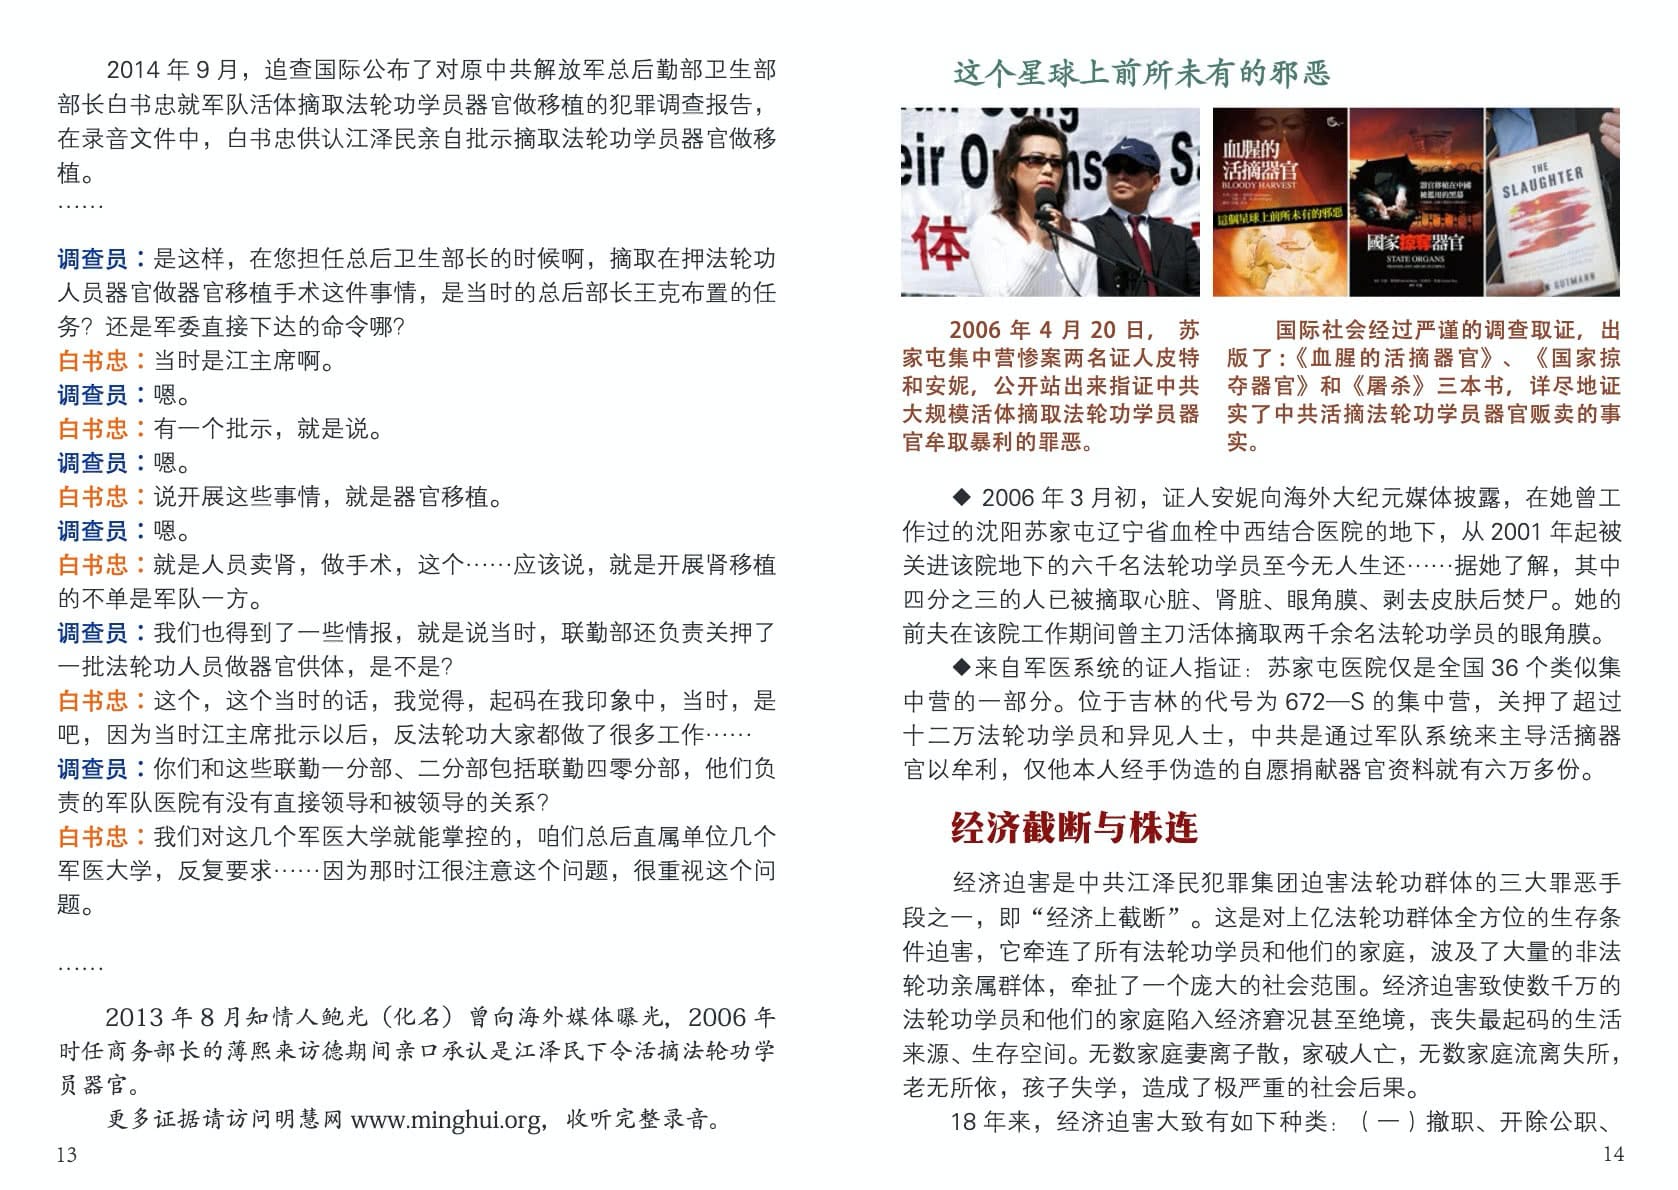 2014 年 9 月，追查国际公布了对原中共解放军总后勤部卫生部
部长白书忠就军队活体摘取法轮功学员器官做移植的犯罪调查报告，
在录音文件中，白书忠供认江泽民亲自批示摘取法轮功学员器官做移
植。
……
调查员：是这样，在您担任总后卫生部长的时候啊，摘取在押法轮功
人员器官做器官移植手术这件事情，是当时的总后部长王克布置的任
务？还是军委直接下达的命令哪？
白书忠：当时是江主席啊。
调查员：嗯。
白书忠：有一个批示，就是说。
调查员：嗯。
白书忠：说开展这些事情，就是器官移植。
调查员：嗯。
白书忠：就是人员卖肾，做手术，这个……应该说，就是开展肾移植
的不单是军队一方。
调查员：我们也得到了一些情报，就是说当时，联勤部还负责关押了
一批法轮功人员做器官供体，是不是？
白书忠：这个，这个当时的话，我觉得，起码在我印象中，当时，是
吧，因为当时江主席批示以后，反法轮功大家都做了很多工作……
调查员：你们和这些联勤一分部、二分部包括联勤四零分部，他们负
责的军队医院有没有直接领导和被领导的关系？
白书忠：我们对这几个军医大学就能掌控的，咱们总后直属单位几个
军医大学，反复要求……因为那时江很注意这个问题，很重视这个问
题。
……
2013 年 8 月知情人鲍光（化名）曾向海外媒体曝光，2006 年
时任商务部长的薄熙来访德期间亲口承认是江泽民下令活摘法轮功学
员器官。
更多证据请访问明慧网 www.minghui.org，收听完整录音。
13
这个星球上前所未有的邪恶
eir Or
ns
Sa
体
血腥的
活摘器官
BLOODY HARVEST
這個星球上前所未有的邪惡
器官移植在中國
被濫用的黑幕
國家掠奪器官
STATE ORGANS
THE
SLAUGHTER
N GUTMANN
2006 年 4 月 20 日， 苏
家屯集中营惨案两名证人皮特
和安妮，公开站出来指证中共
大规模活体摘取法轮功学员器
官牟取暴利的罪恶。
国际社会经过严谨的调查取证，出
版了：《血腥的活摘器官》、《国家掠
夺器官》和《屠杀》三本书，详尽地证
实了中共活摘法轮功学员器官贩卖的事
实。
◆ 2006 年 3 月初，证人安妮向海外大纪元媒体披露，在她曾工
作过的沈阳苏家屯辽宁省血栓中西结合医院的地下，从 2001 年起被
关进该院地下的六千名法轮功学员至今无人生还……据她了解，其中
四分之三的人已被摘取心脏、肾脏、眼角膜、剥去皮肤后焚尸。她的
前夫在该院工作期间曾主刀活体摘取两千余名法轮功学员的眼角膜。
◆来自军医系统的证人指证：苏家屯医院仅是全国 36 个类似集
中营的一部分。位于吉林的代号为 672—S 的集中营，关押了超过
十二万法轮功学员和异见人士，中共是通过军队系统来主导活摘器
官以牟利，仅他本人经手伪造的自愿捐献器官资料就有六万多份。
经济截断与株连
经济迫害是中共江泽民犯罪集团迫害法轮功群体的三大罪恶手
段之一，即“经济上截断”。这是对上亿法轮功群体全方位的生存条
件迫害，它牵连了所有法轮功学员和他们的家庭，波及了大量的非法
轮功亲属群体，牵扯了一个庞大的社会范围。经济迫害致使数千万的
法轮功学员和他们的家庭陷入经济窘况甚至绝境，丧失最起码的生活
来源、生存空间。无数家庭妻离子散，家破人亡，无数家庭流离失所，
老无所依，孩子失学，造成了极严重的社会后果。
18 年来，经济迫害大致有如下种类：（一）撤职、开除公职、
14